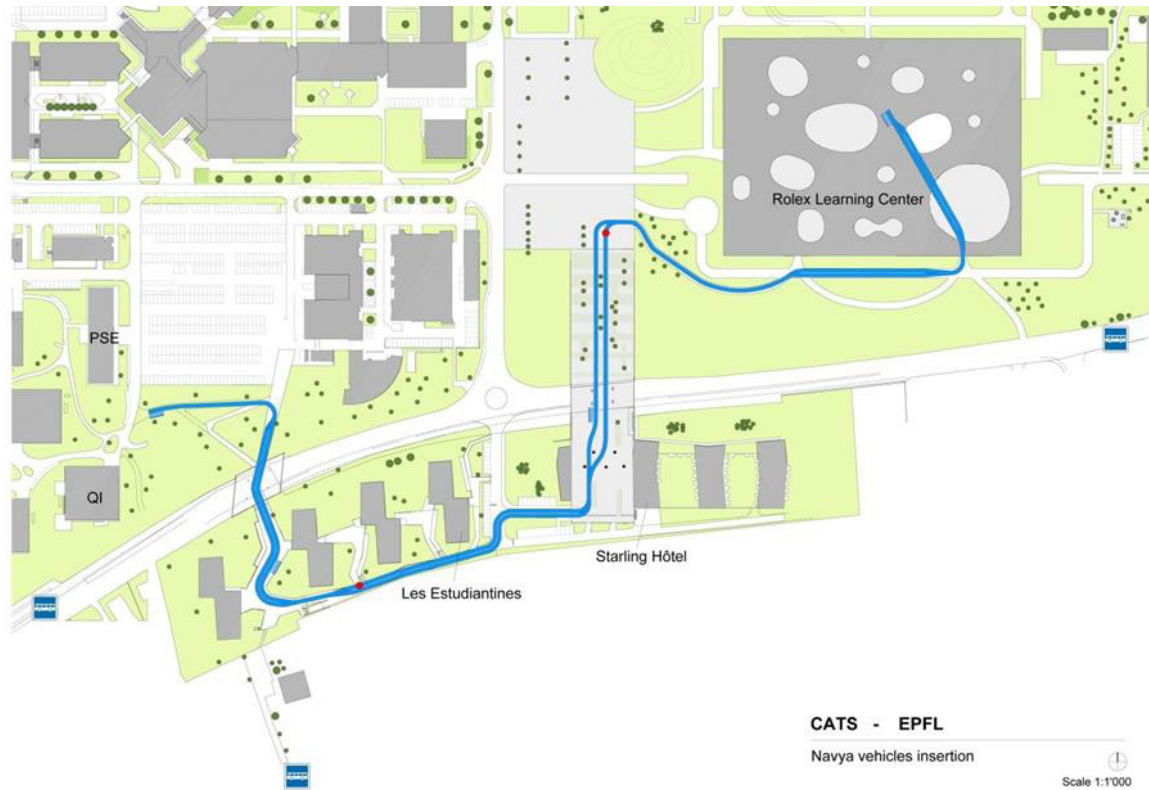 Rolex Learning Center
PSE
QI
Starling Hôtel
Les Estudiantines
CATS - EPFL
Navya vehicles insertion
Scale 1:1'000